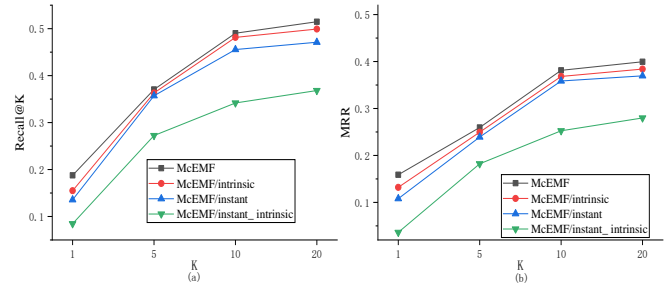 Recall@K
0.5
0.4
0.3
0.2
0.1
McEMF
McEMF/intrinsic
McEMF/instant
McEMF/instant_ intrinsic
1 5 10 20
K
(a)
MRR
0.5
0.4
0.3
0.2
0.1
McEMF
McEMF/intrinsic
McEMF/instant
McEMF/instant_ intrinsic
1 5 10 20
K
(b)